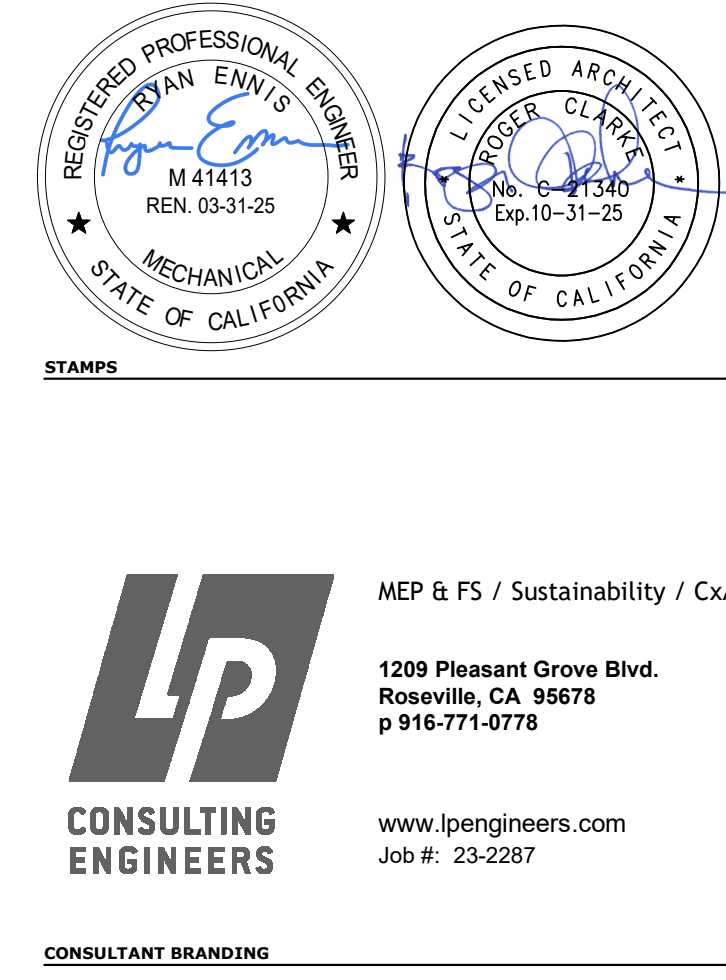 REGISTERED PROFESSIONAL ENGINEER
RYAN ENNIS
M 41413
REN. 03-31-25
MECHANICAL
STATE OF CALIFORNIA
LICENSED ARCHITECT
ROGER CLARKE
No. C-21340
Exp.10-31-25
STATE OF CALIFORNIA
STAMPS
LP
CONSULTING
ENGINEERS
MEP & FS / Sustainability / Cx
1209 Pleasant Grove Blvd.
Roseville, CA 95678
p 916-771-0778
www.lpengineers.com
Job #: 23-2287
CONSULTANT BRANDING